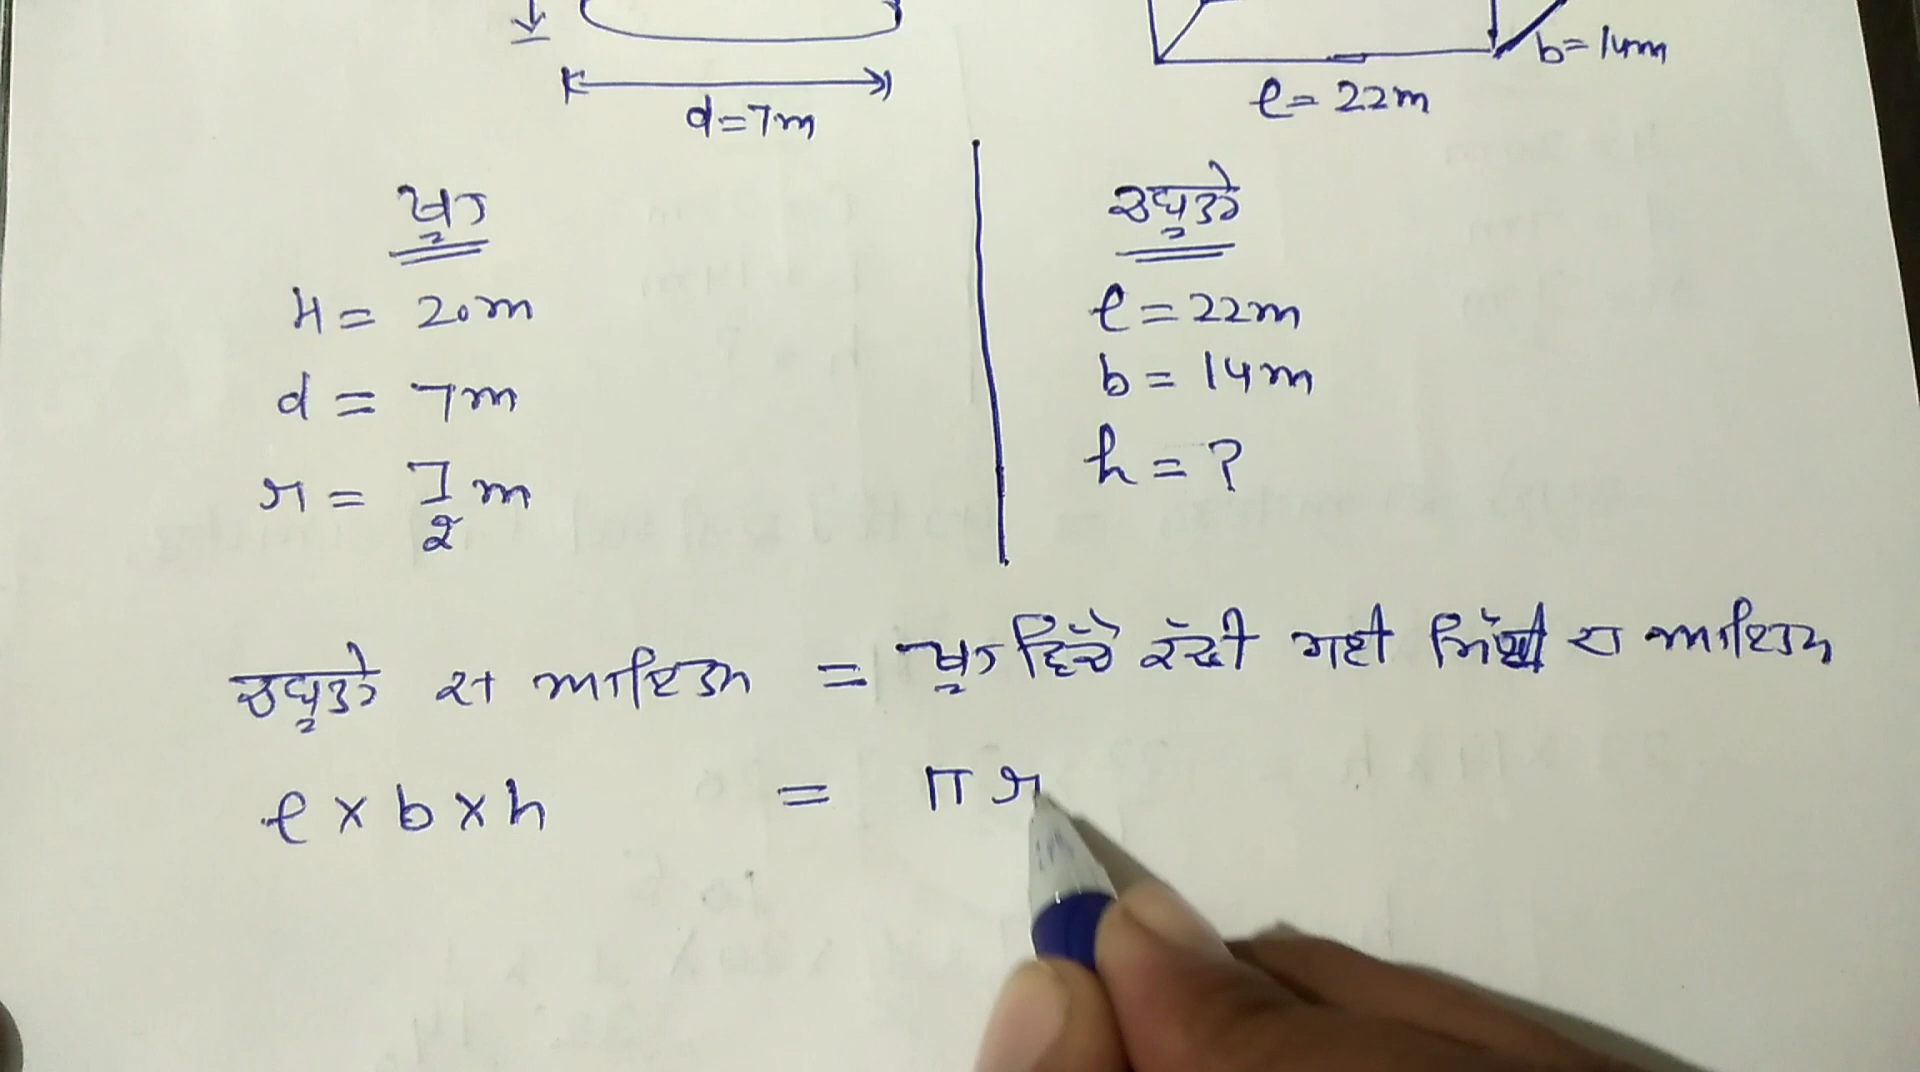 b = 14m
d = 7m
l = 22m
ਖੂਹ
H = 20m
d = 7m
r = 7/2 m
ਚਬੂਤਰੇ
l = 22m
b = 14m
h = ?
ਚਬੂਤਰੇ ਦਾ ਆਇਤਨ = ਖੂਹ ਵਿੱਚੋਂ ਕੱਢੀ ਗਈ ਮਿੱਟੀ ਦਾ ਆਇਤਨ
l × b × h = π r